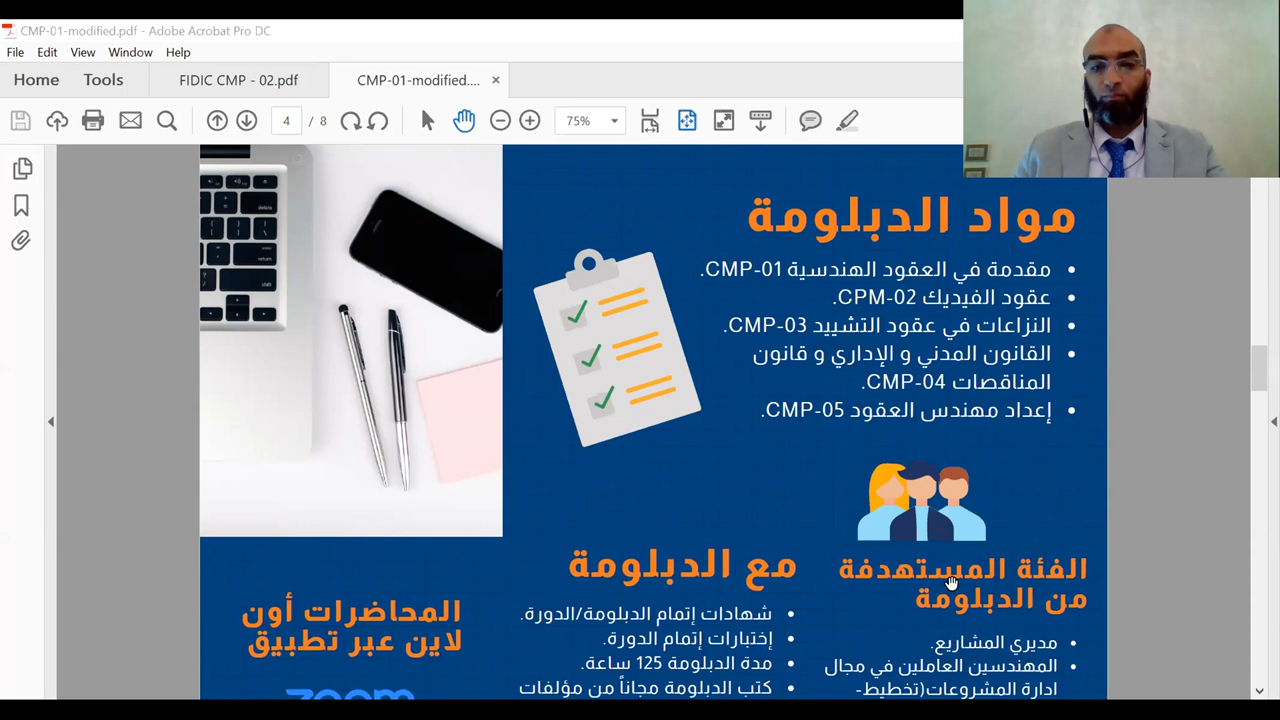 CMP-01-modified.pdf - Adobe Acrobat Pro DC
File Edit View Window Help
Home Tools FIDIC CMP - 02.pdf CMP-01-modified....
4 / 8 75%
delete
return
مواد الدبلومة
مقدمة في العقود الهندسية CMP-01.
عقود الفيديك CPM-02.
النزاعات في عقود التشييد CMP-03.
القانون المدني و الإداري و قانون
المناقصات CMP-04.
إعداد مهندس العقود CMP-05.
الفئة المستهدفة
من الدبلومة
مديري المشاريع.
المهندسين العاملين في مجال
ادارة المشروعات(تخطيط-
مع الدبلومة
شهادات إتمام الدبلومة/الدورة.
إختبارات إتمام الدورة.
مدة الدبلومة 125 ساعة.
كتب الدبلومة مجاناً من مؤلفات
المحاضرات أون
لاين عبر تطبيق
zoom